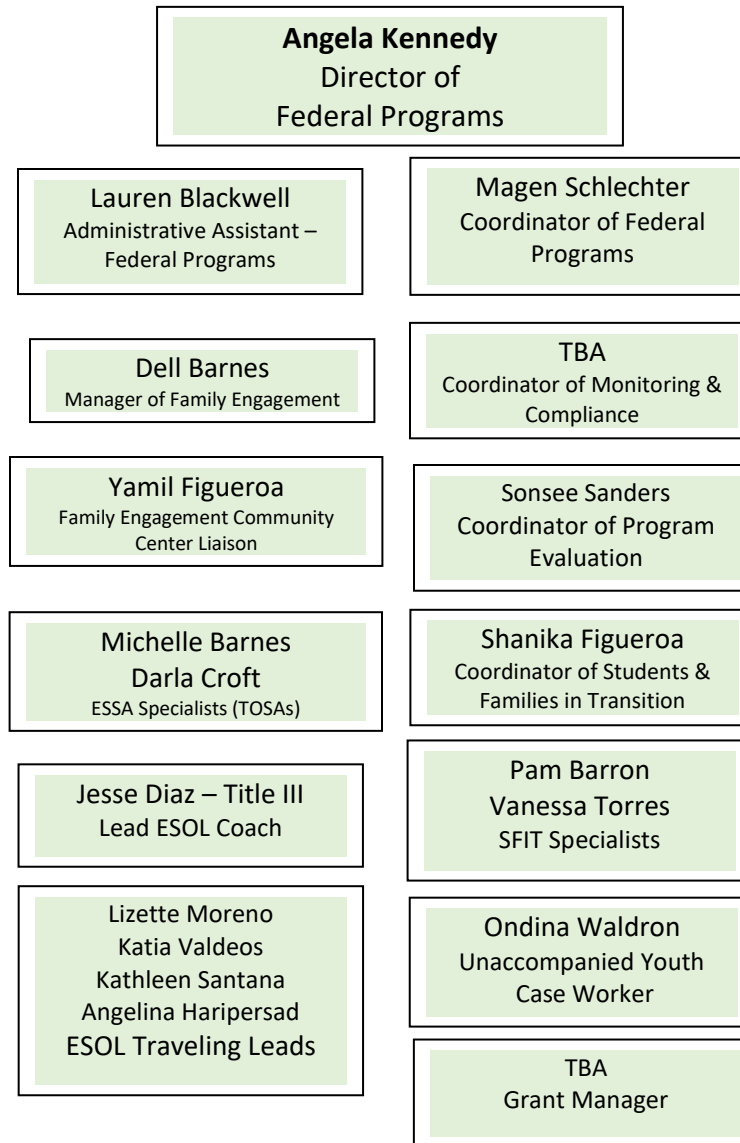 Angela Kennedy
Director of
Federal Programs
Lauren Blackwell
Administrative Assistant –
Federal Programs
Magen Schlechter
Coordinator of Federal
Programs
Dell Barnes
Manager of Family Engagement
TBA
Coordinator of Monitoring &
Compliance
Yamil Figueroa
Family Engagement Community
Center Liaison
Sonsee Sanders
Coordinator of Program
Evaluation
Michelle Barnes
Darla Croft
ESSA Specialists (TOSAs)
Shanika Figueroa
Coordinator of Students &
Families in Transition
Jesse Diaz – Title III
Lead ESOL Coach
Pam Barron
Vanessa Torres
SFIT Specialists
Lizette Moreno
Katia Valdeos
Kathleen Santana
Angelina Haripersad
ESOL Traveling Leads
Ondina Waldron
Unaccompanied Youth
Case Worker
TBA
Grant Manager